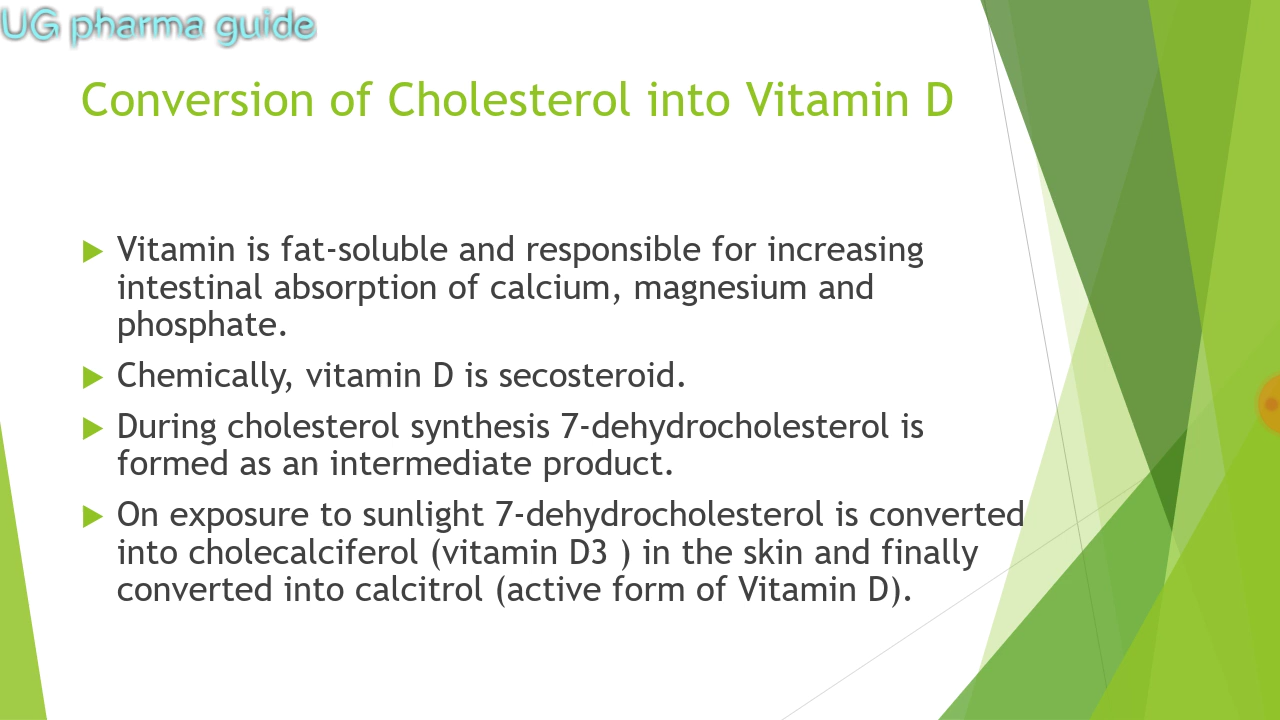 UG pharma guide
Conversion of Cholesterol into Vitamin D
Vitamin is fat-soluble and responsible for increasing
intestinal absorption of calcium, magnesium and
phosphate.
Chemically, vitamin D is secosteroid.
During cholesterol synthesis 7-dehydrocholesterol is
formed as an intermediate product.
On exposure to sunlight 7-dehydrocholesterol is converted
into cholecalciferol (vitamin D3 ) in the skin and finally
converted into calcitrol (active form of Vitamin D).